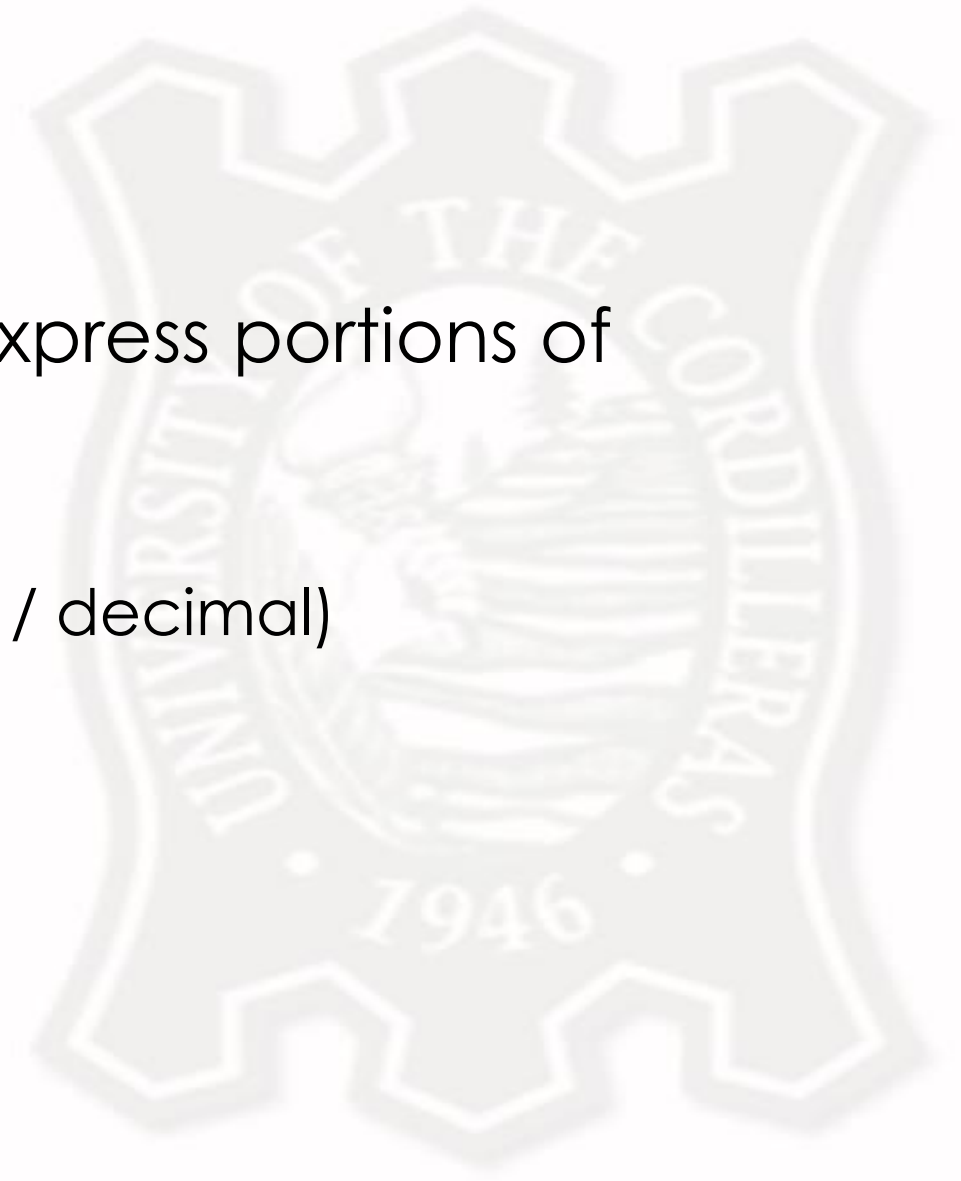 xpress portions of
/ decimal)
UNIVERSITY OF THE CORDILLERAS
1946